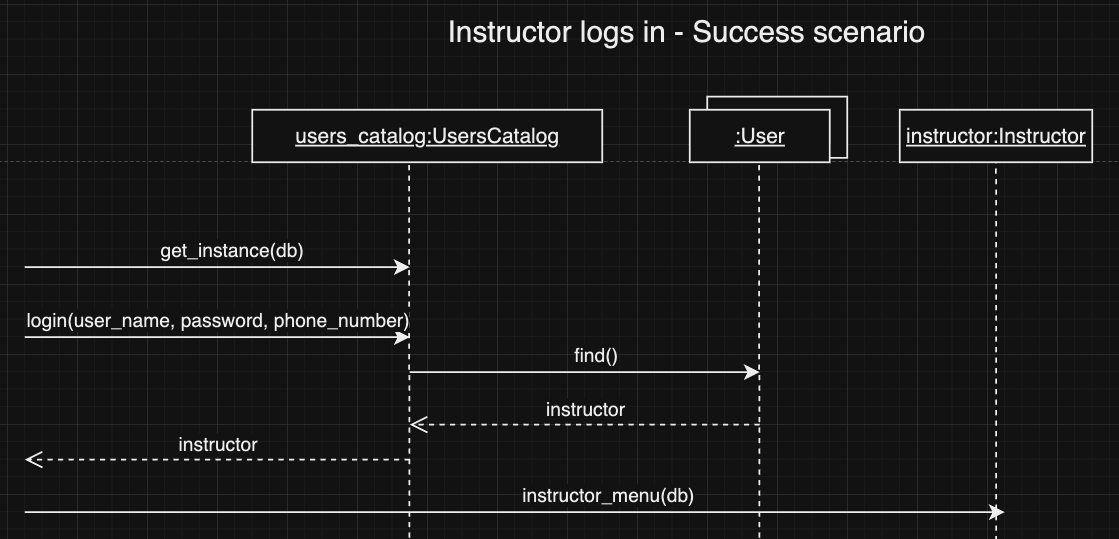 Instructor logs in - Success scenario
users_catalog:UsersCatalog
:User
instructor:Instructor
get_instance(db)
login(user_name, password, phone_number)
find()
instructor
instructor
instructor_menu(db)